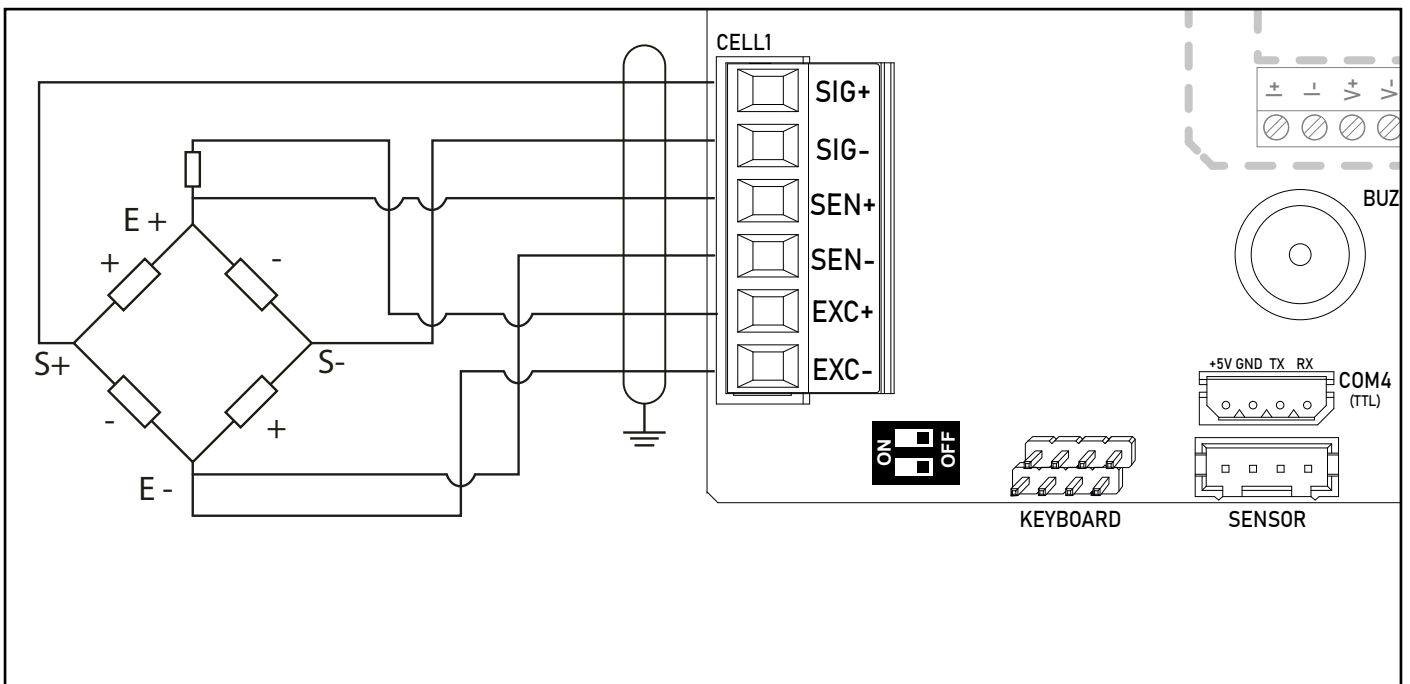 CELL1
SIG+
SIG-
SEN+
SEN-
EXC+
EXC-
E +
+
-
S+
S-
-
+
E -
I+ I- V+ V-
BUZ
+5V GND TX RX
COM4
(TTL)
ON OFF
KEYBOARD
SENSOR